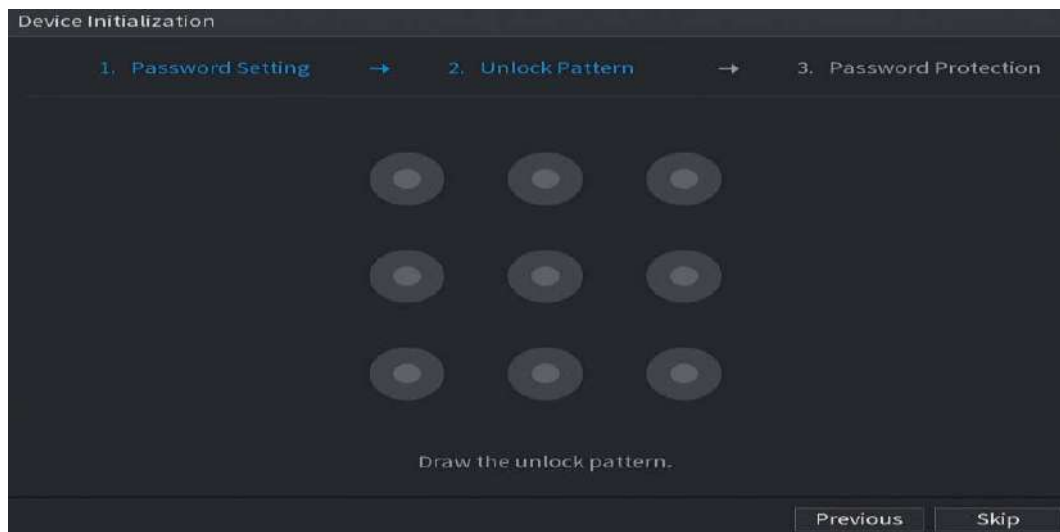 Device Initialization
1. Password Setting → 2. Unlock Pattern → 3. Password Protection
Draw the unlock pattern.
Previous Skip